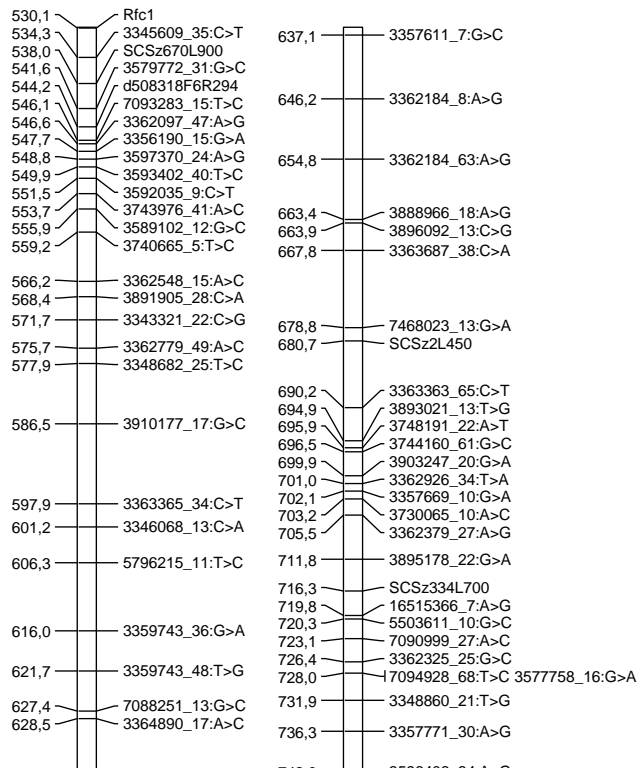 530,1 Rfc1
534,3 3345609_35:C>T
538,0 SCSz670L900
541,6 3579772_31:G>C
544,2 d508318F6R294
546,1 7093283_15:T>C
546,6 3362097_47:A>G
547,7 3356190_15:G>A
548,8 3597370_24:A>G
549,9 3593402_40:T>C
551,5 3592035_9:C>T
553,7 3743976_41:A>C
555,9 3589102_12:G>C
559,2 3740665_5:T>C
566,2 3362548_15:A>C
568,4 3891905_28:C>A
571,7 3343321_22:C>G
575,7 3362779_49:A>C
577,9 3348682_25:T>C
586,5 3910177_17:G>C
597,9 3363365_34:C>T
601,2 3346068_13:C>A
606,3 5796215_11:T>C
616,0 3359743_36:G>A
621,7 3359743_48:T>G
627,4 7088251_13:G>C
628,5 3364890_17:A>C
637,1 3357611_7:G>C
646,2 3362184_8:A>G
654,8 3362184_63:A>G
663,4 3888966_18:A>G
663,9 3896092_13:C>G
667,8 3363687_38:C>A
678,8 7468023_13:G>A
680,7 SCSz2L450
690,2 3363363_65:C>T
694,9 3893021_13:T>G
695,9 3748191_22:A>T
696,5 3744160_61:G>C
699,9 3903247_20:G>A
701,0 3362926_34:T>A
702,1 3357669_10:G>A
703,2 3730065_10:A>C
705,5 3362379_27:A>G
711,8 3895178_22:G>A
716,3 SCSz334L700
719,8 16515366_7:A>G
720,3 5503611_10:G>C
723,1 7090999_27:A>C
726,4 3362325_25:G>C
728,0 7094928_68:T>C 3577758_16:G>A
731,9 3348860_21:T>G
736,3 3357771_30:A>G